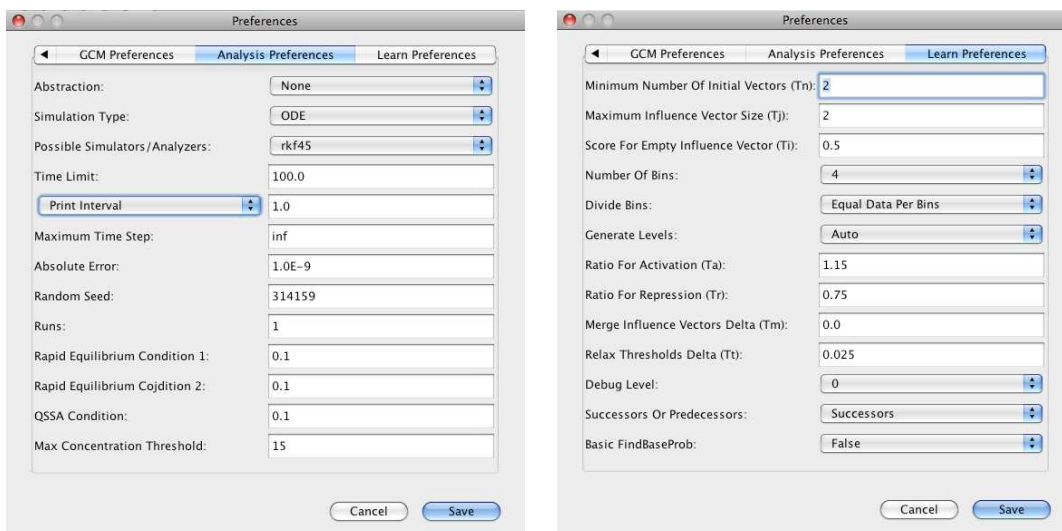 Preferences
GCM Preferences Analysis Preferences Learn Preferences
Abstraction: None
Simulation Type: ODE
Possible Simulators/Analyzers: rkf45
Time Limit: 100.0
Print Interval 1.0
Maximum Time Step: inf
Absolute Error: 1.0E-9
Random Seed: 314159
Runs: 1
Rapid Equilibrium Condition 1: 0.1
Rapid Equilibrium Cojdition 2: 0.1
QSSA Condition: 0.1
Max Concentration Threshold: 15
Cancel Save
Preferences
GCM Preferences Analysis Preferences Learn Preferences
Minimum Number Of Initial Vectors (Tn): 2
Maximum Influence Vector Size (Tj): 2
Score For Empty Influence Vector (Ti): 0.5
Number Of Bins: 4
Divide Bins: Equal Data Per Bins
Generate Levels: Auto
Ratio For Activation (Ta): 1.15
Ratio For Repression (Tr): 0.75
Merge Influence Vectors Delta (Tm): 0.0
Relax Thresholds Delta (Tt): 0.025
Debug Level: 0
Successors Or Predecessors: Successors
Basic FindBaseProb: False
Cancel Save